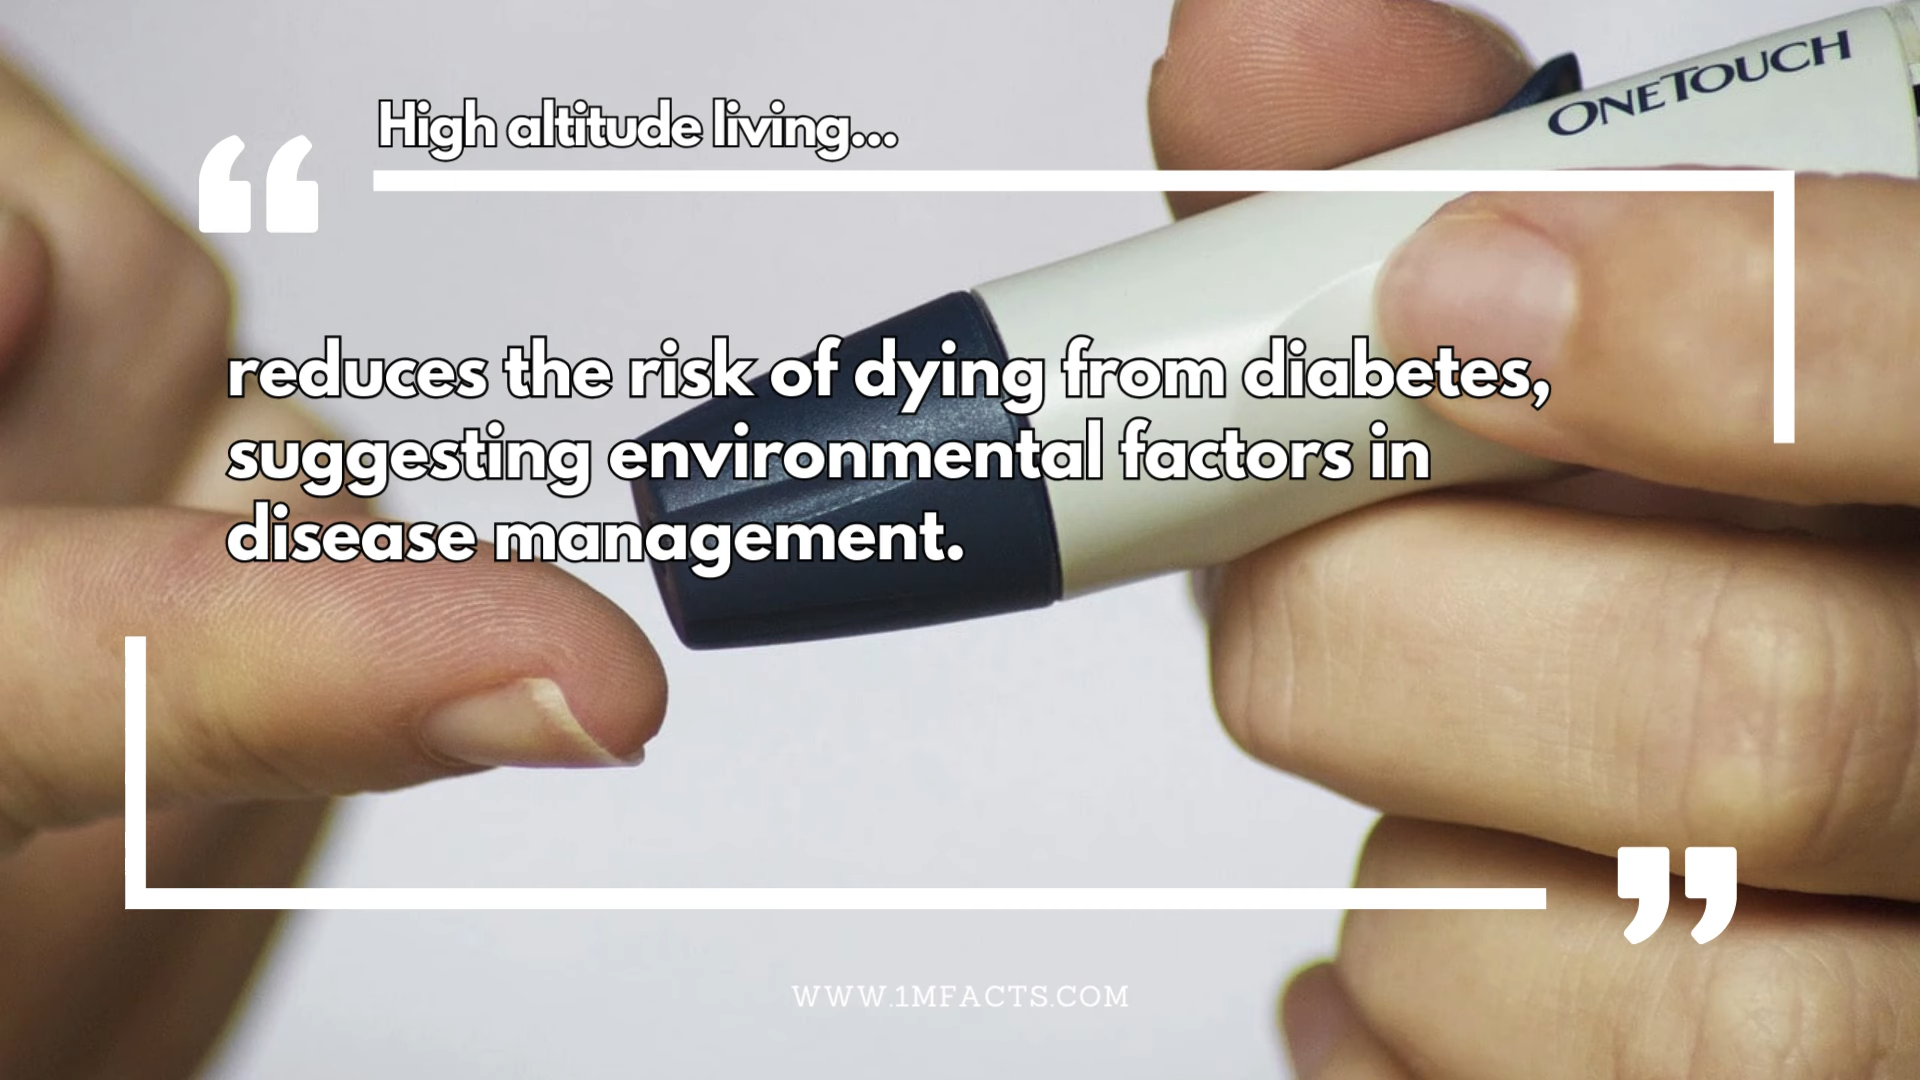 ONETOUCH
High altitude living...
“
reduces the risk of dying from diabetes,
suggesting environmental factors in
disease management.
”
WWW.1MFACTS.COM